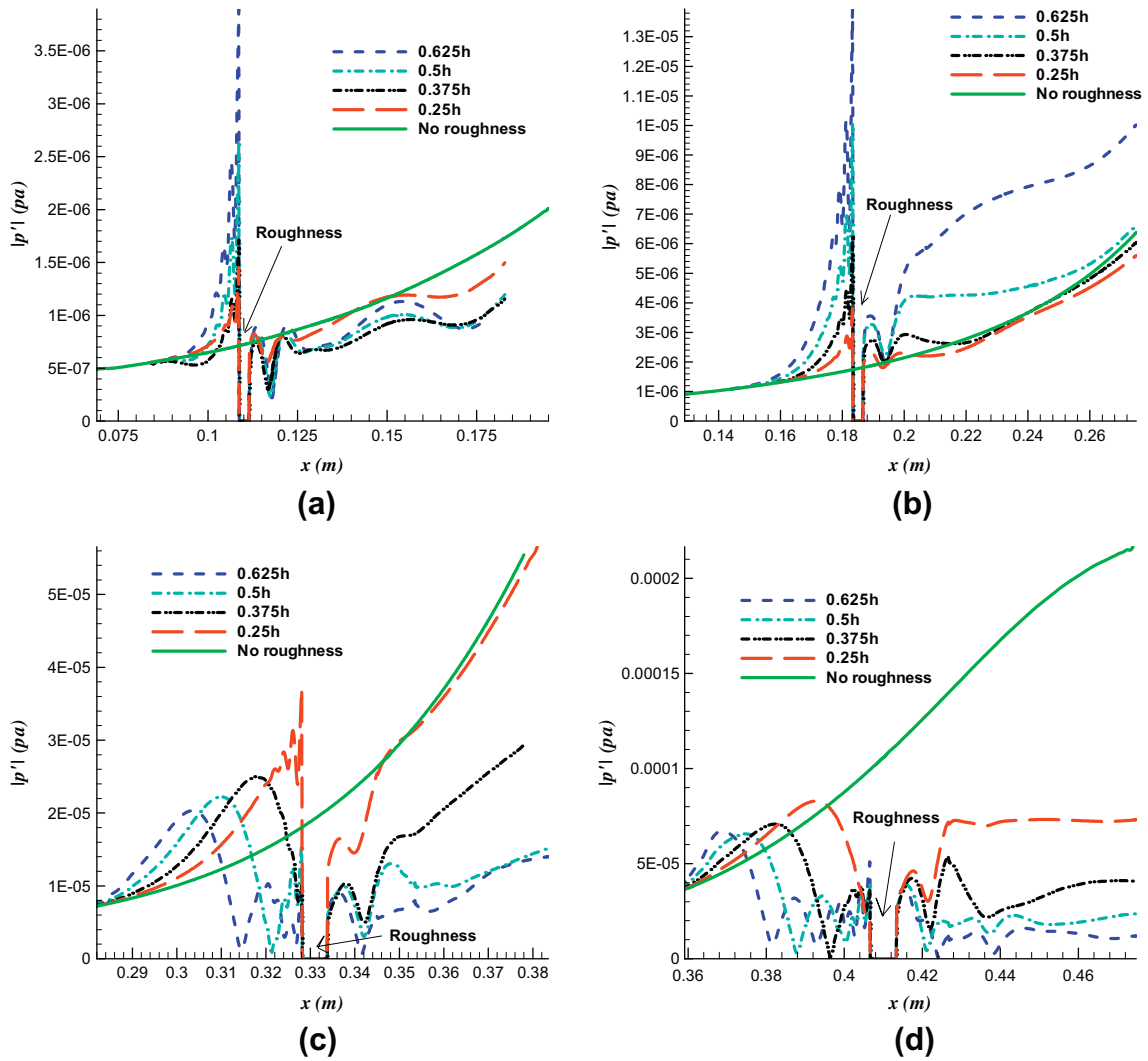 3.5E-06
3E-06
2.5E-06
2E-06
1.5E-06
1E-06
5E-07
0
|p'| (pa)
0.625h
0.5h
0.375h
0.25h
No roughness
Roughness
0.075 0.1 0.125 0.15 0.175
x (m)
(a)
1.3E-05
1.2E-05
1.1E-05
1E-05
9E-06
8E-06
7E-06
6E-06
5E-06
4E-06
3E-06
2E-06
1E-06
0
|p'| (pa)
0.625h
0.5h
0.375h
0.25h
No roughness
Roughness
0.14 0.16 0.18 0.2 0.22 0.24 0.26
x (m)
(b)
5E-05
4E-05
3E-05
2E-05
1E-05
0
|p'| (pa)
0.625h
0.5h
0.375h
0.25h
No roughness
Roughness
0.29 0.3 0.31 0.32 0.33 0.34 0.35 0.36 0.37 0.38
x (m)
(c)
0.0002
0.00015
0.0001
5E-05
0
|p'| (pa)
0.625h
0.5h
0.375h
0.25h
No roughness
Roughness
0.36 0.38 0.4 0.42 0.44 0.46
x (m)
(d)